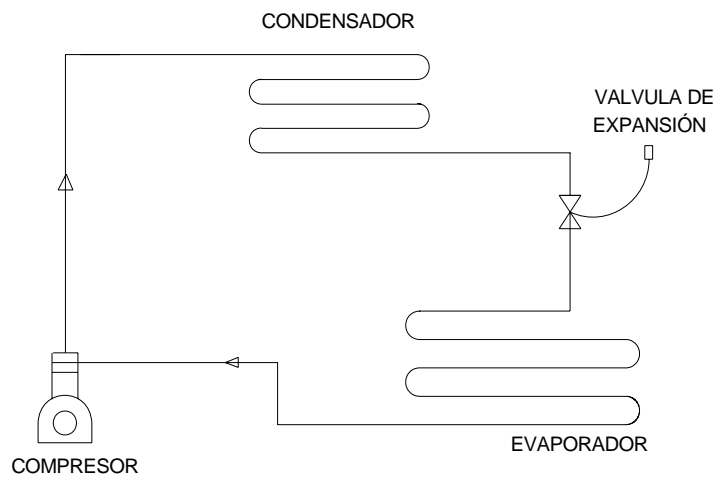 CONDENSADOR
VALVULA DE
EXPANSIÓN
EVAPORADOR
COMPRESOR